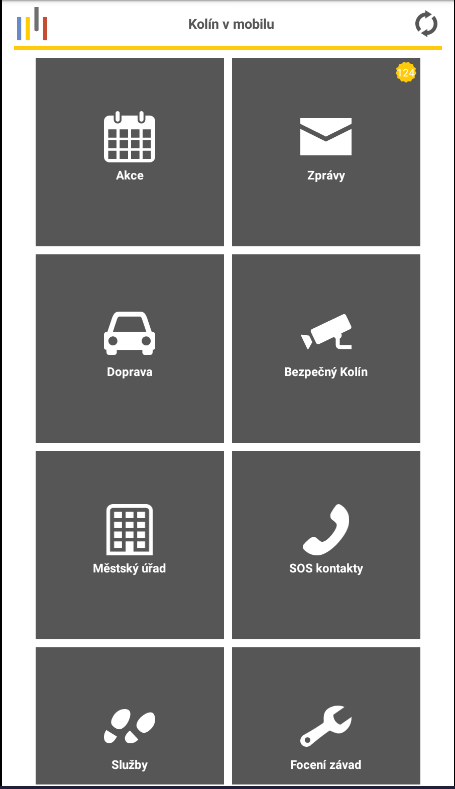 Kolín v mobilu
124
Akce
Zprávy
Doprava
Bezpečný Kolín
Městský úřad
SOS kontakty
Služby
Focení závad